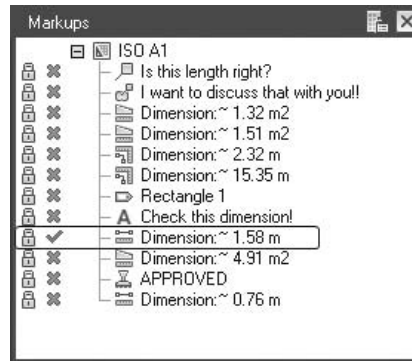 Markups
ISO A1
Is this length right?
I want to discuss that with you!!
Dimension:~ 1.32 m2
Dimension:~ 1.51 m2
Dimension:~ 2.32 m
Dimension:~ 15.35 m
Rectangle 1
A Check this dimension!
Dimension:~ 1.58 m
Dimension:~ 4.91 m2
APPROVED
Dimension:~ 0.76 m